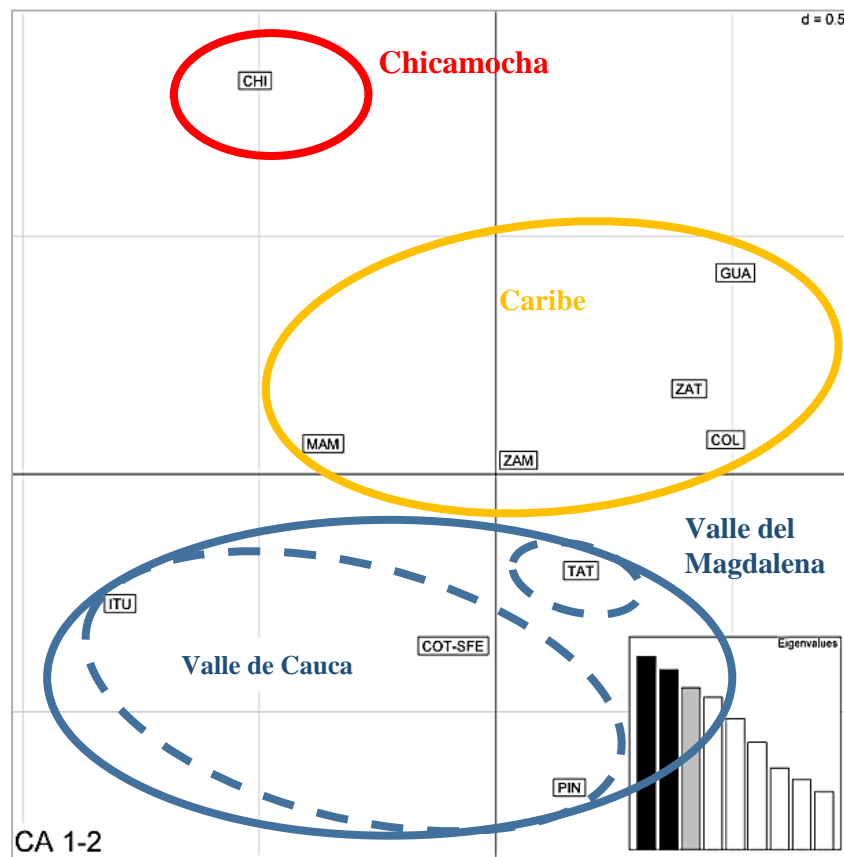 d = 0.5
CHI
Chicamocha
GUA
Caribe
ZAT
MAM
COL
ZAM
Valle del
Magdalena
TAT
ITU
COT-SFE
Valle de Cauca
Eigenvalues
PIN
CA 1-2